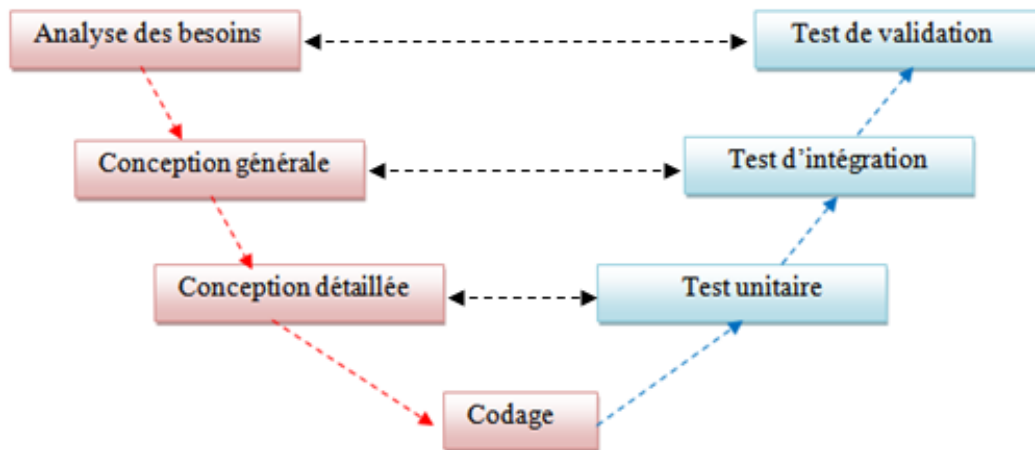 Analyse des besoins
Test de validation
Conception générale
Test d'intégration
Conception détaillée
Test unitaire
Codage